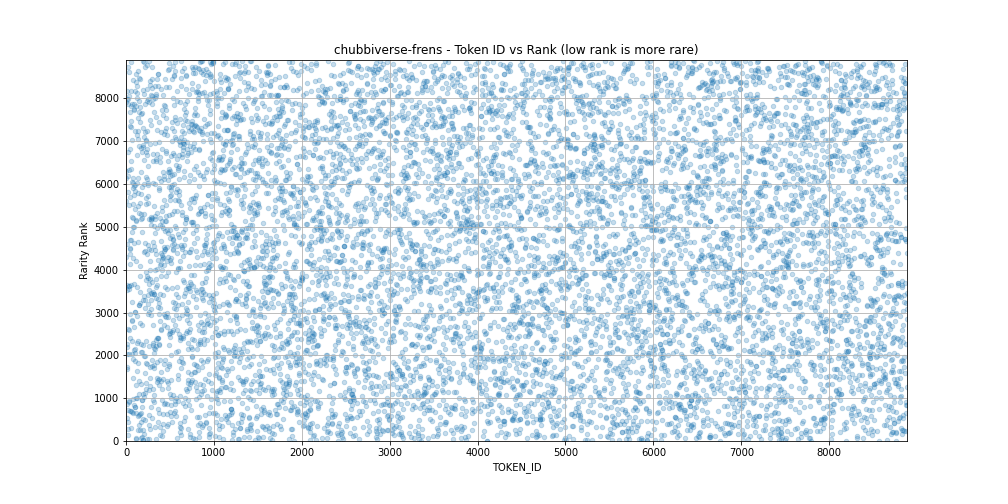 chubbiverse-frens - Token ID vs Rank (low rank is more rare)
8000
7000
6000
5000
4000
3000
2000
1000
0
Rarity Rank
0 1000 2000 3000 4000 5000 6000 7000 8000
TOKEN_ID